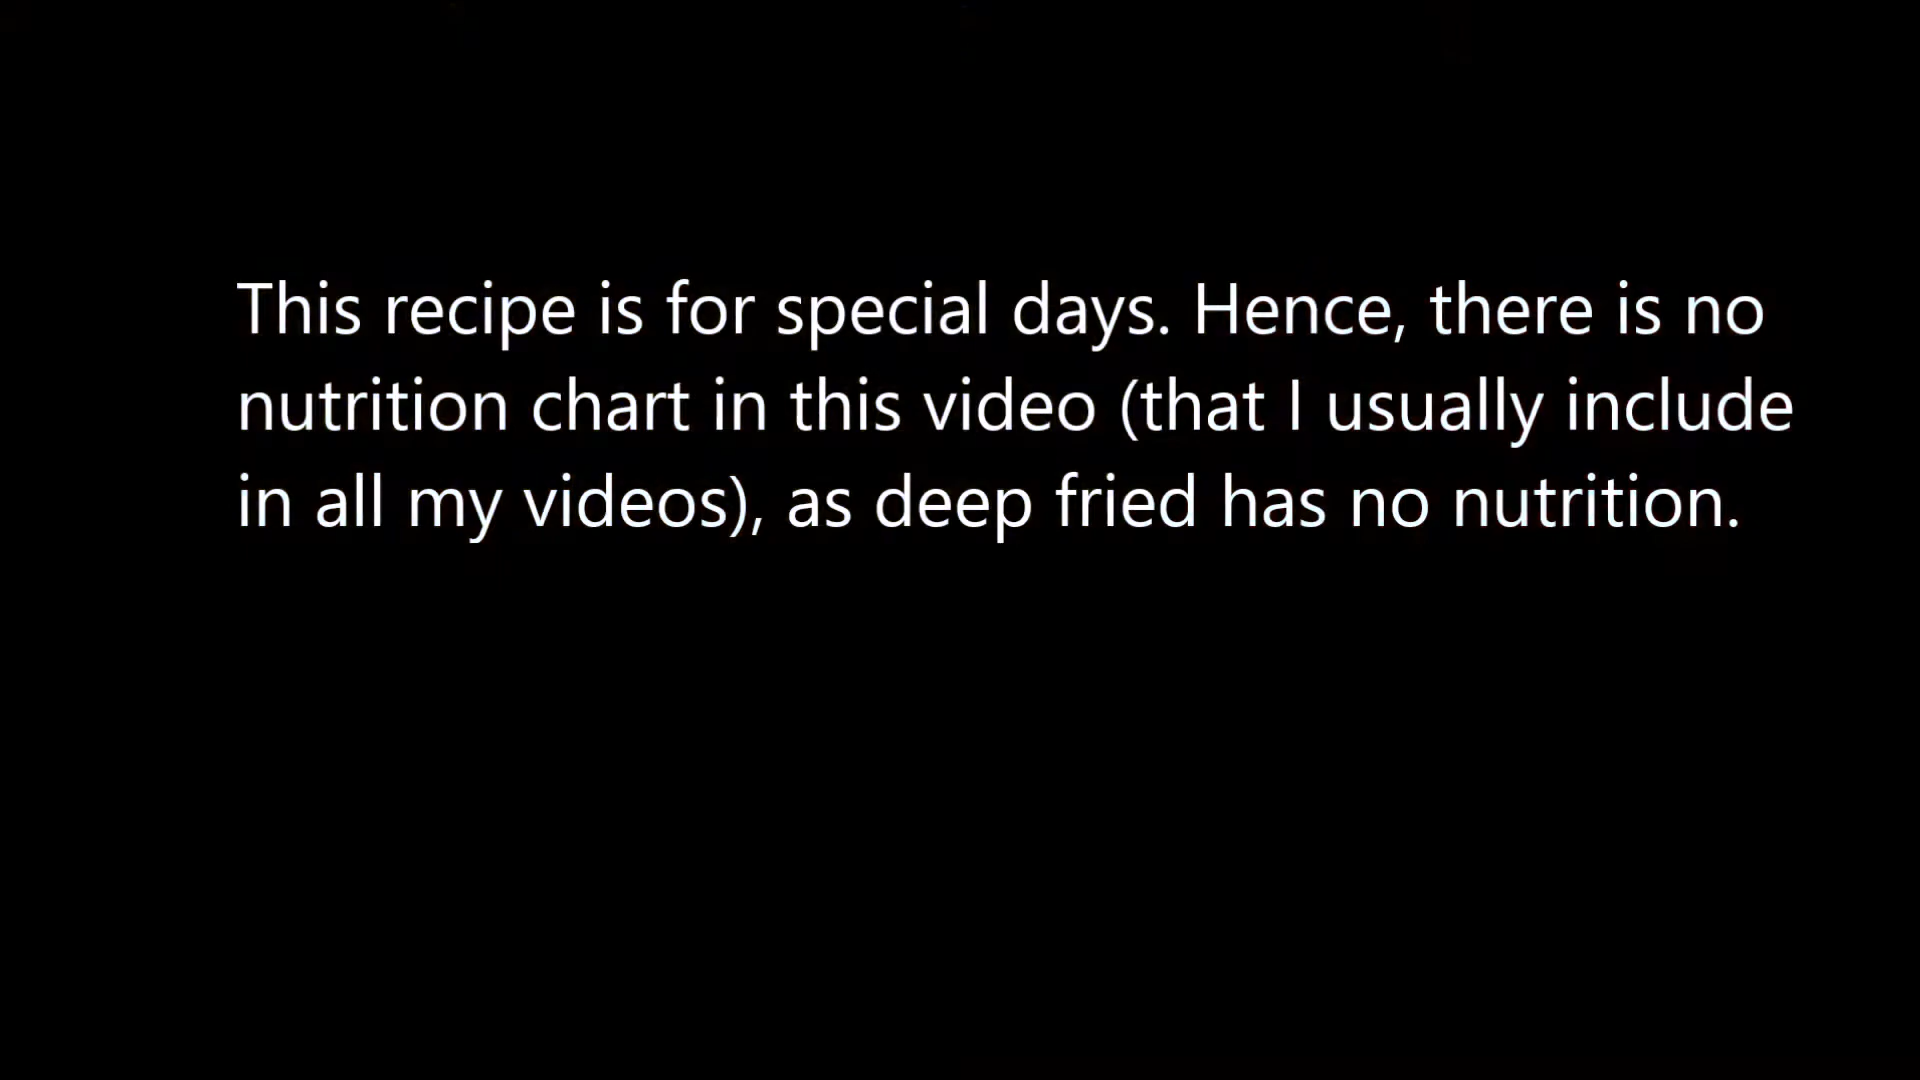 This recipe is for special days. Hence, there is no
nutrition chart in this video (that I usually include
in all my videos), as deep fried has no nutrition.